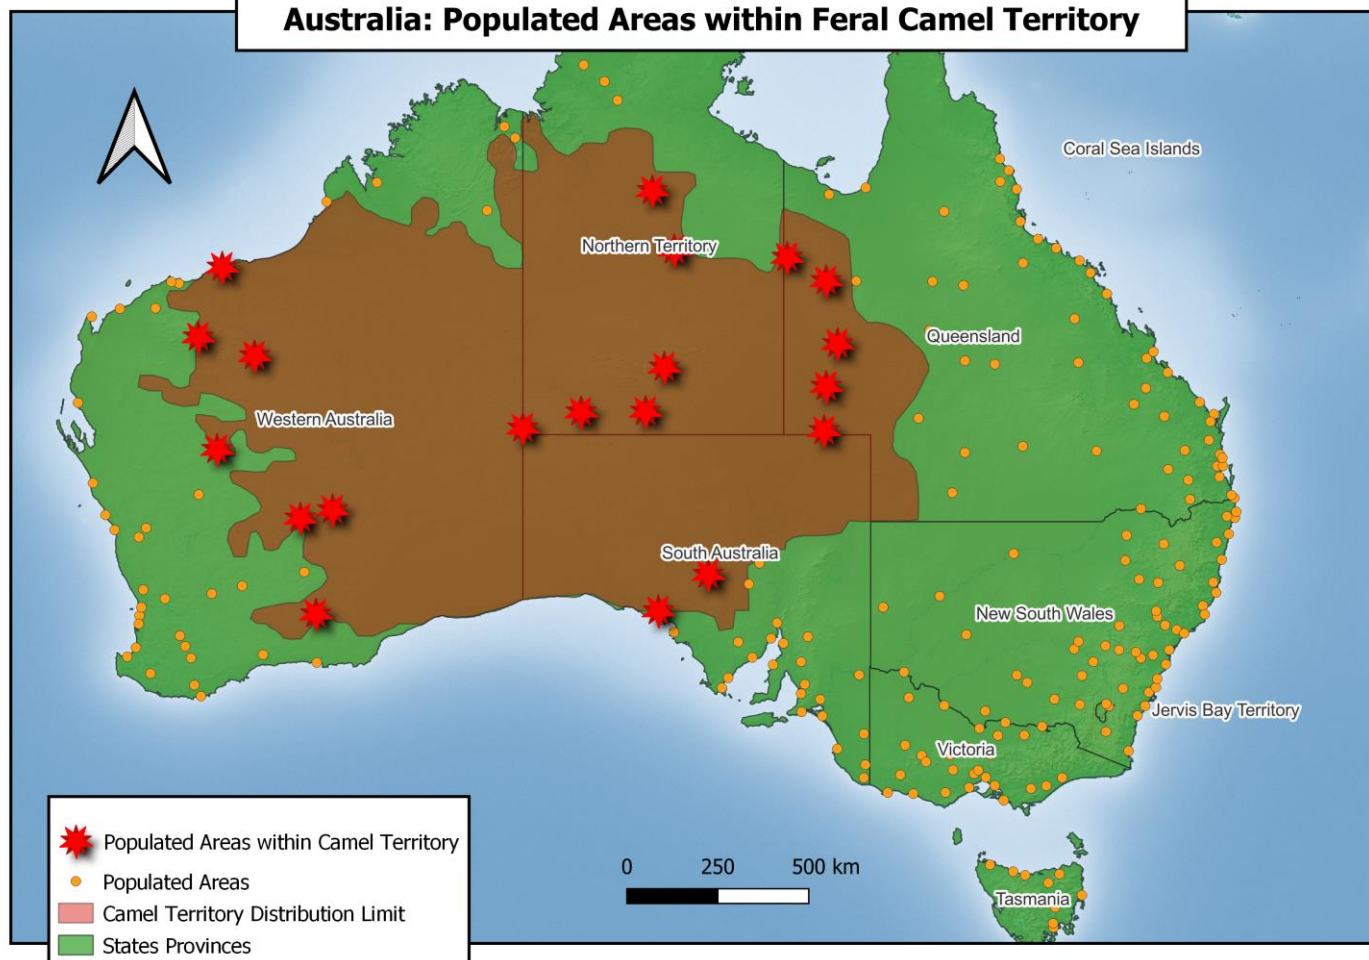 Australia: Populated Areas within Feral Camel Territory
Coral Sea Islands
Northern Territory
Queensland
Western Australia
South Australia
New South Wales
Jervis Bay Territory
Victoria
Tasmania
Populated Areas within Camel Territory
Populated Areas
Camel Territory Distribution Limit
States Provinces
0 250 500 km